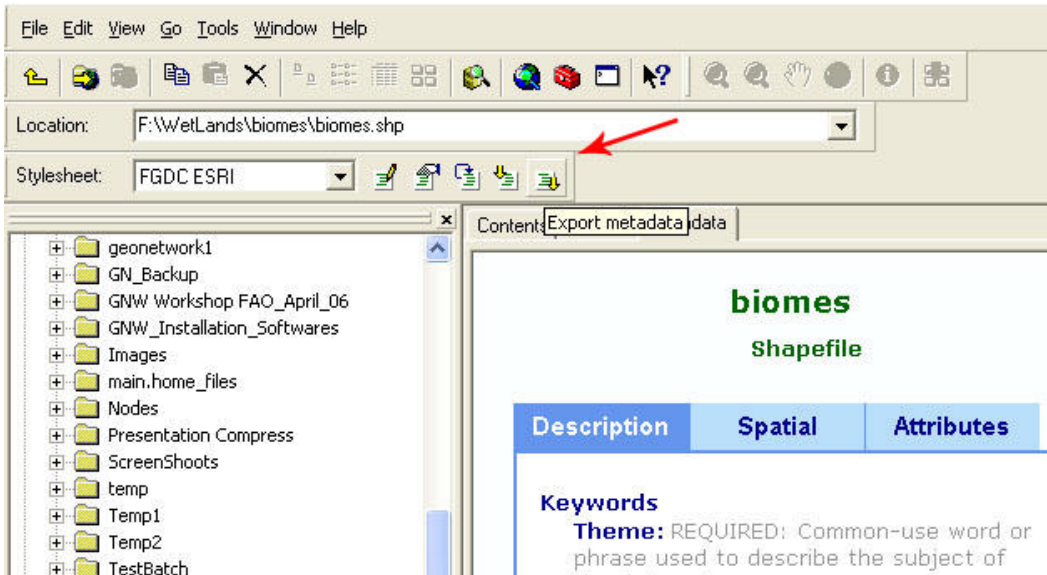 File Edit View Go Tools Window Help
Location: F:\WetLands\biomes\biomes.shp
Stylesheet: FGDC ESRI
Export metadata
Contents data
geonetwork1
GN_Backup
GNW Workshop FAO_April_06
GNW_Installation_Softwares
Images
main.home_files
Nodes
Presentation Compress
ScreenShoots
temp
Temp1
Temp2
TestBatch
biomes
Shapefile
Description Spatial Attributes
Keywords
Theme: REQUIRED: Common-use word or
phrase used to describe the subject of